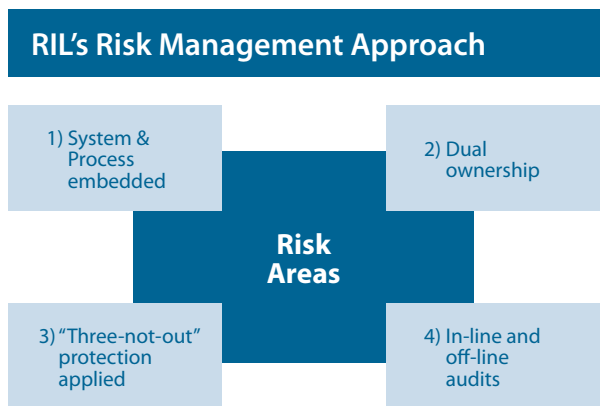 RIL’s Risk Management Approach
1) System &
Process
embedded
2) Dual
ownership
Risk
Areas
3) “Three-not-out”
protection
applied
4) In-line and
off-line
audits